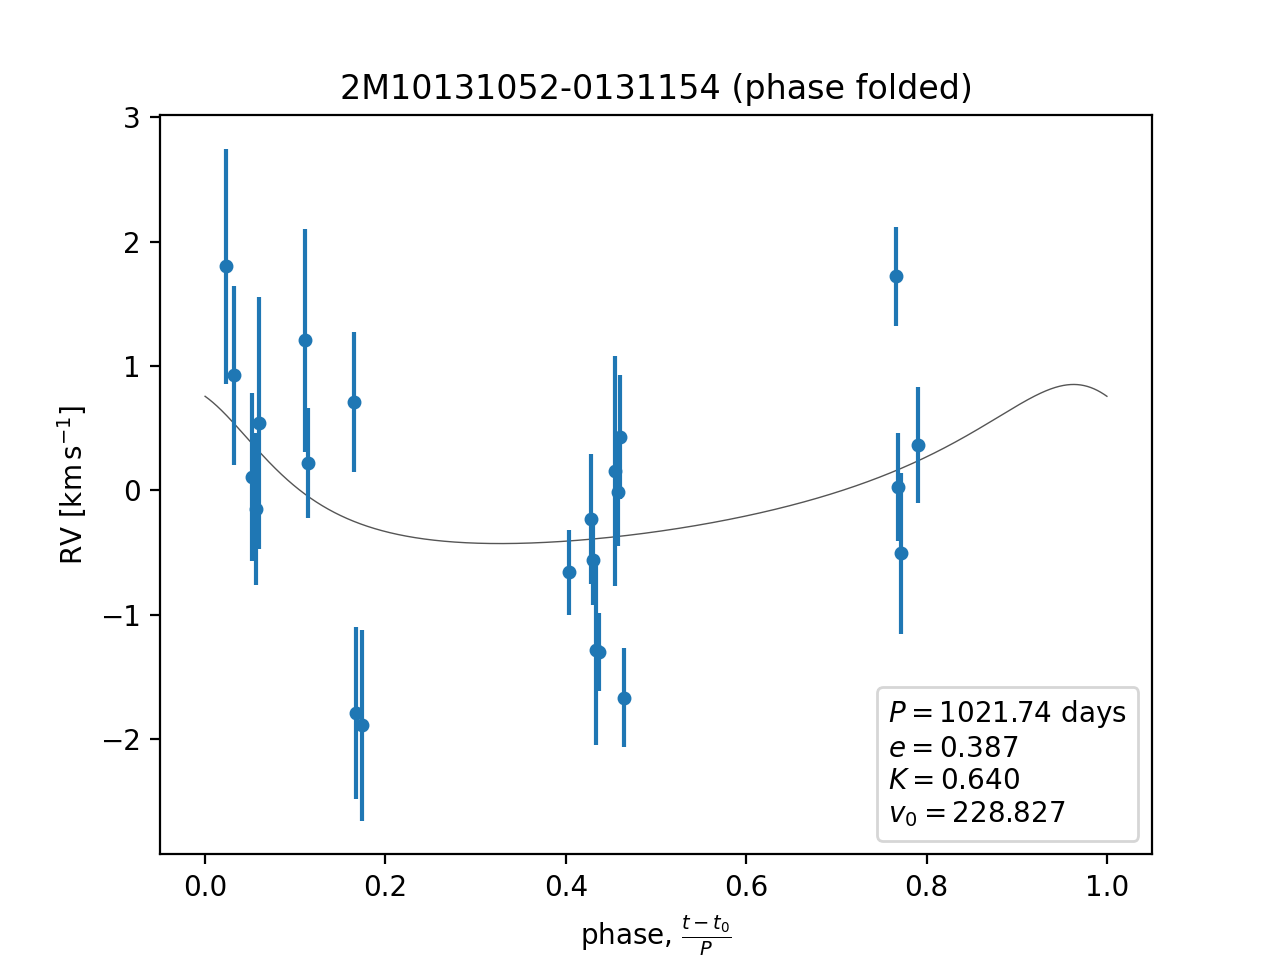 2M10131052-0131154 (phase folded)
RV [km s⁻¹]
3
2
1
0
−1
−2
P = 1021.74 days
e = 0.387
K = 0.640
v₀ = 228.827
0.0 0.2 0.4 0.6 0.8 1.0
phase, (t − t₀)/P